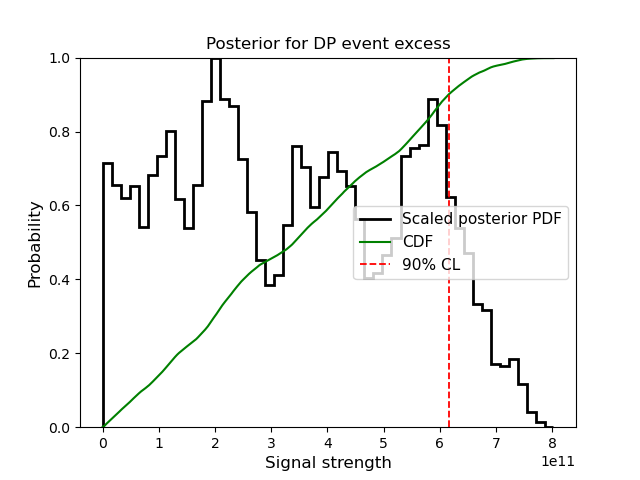 Posterior for DP event excess
1.0
0.8
0.6
0.4
0.2
0.0
Probability
Scaled posterior PDF
CDF
90% CL
0 1 2 3 4 5 6 7 8
1e11
Signal strength